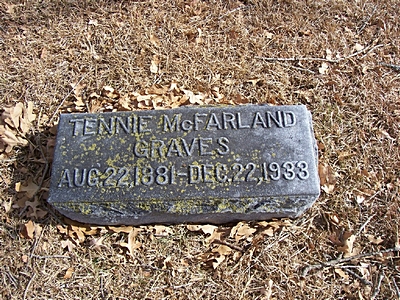 TENNIE McFARLAND
GRAVES
AUG.22,1881-DEC.22,1933